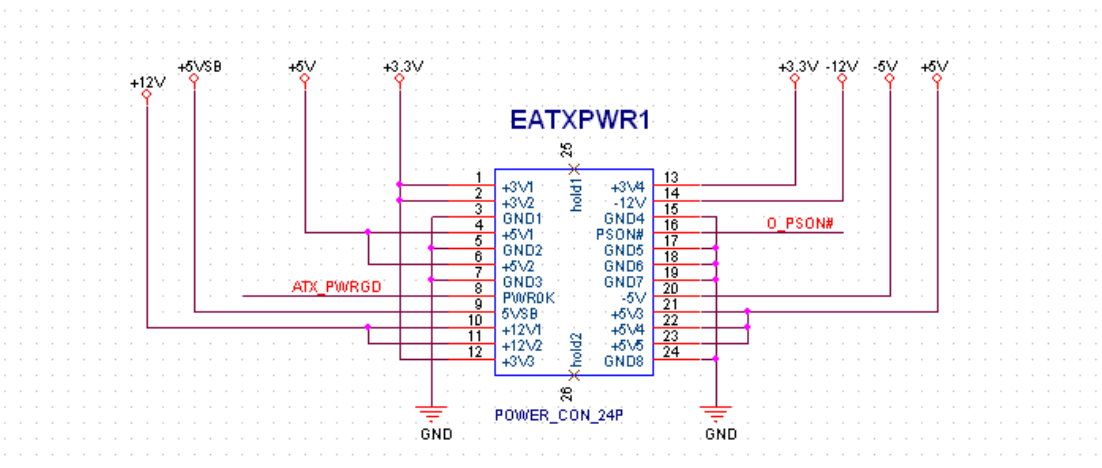 +12V +5VSB +5V +3.3V +3.3V -12V -5V +5V
EATXPWR1
25
hold1
1 +3V1 +3V4 13
2 +3V2 -12V 14
3 GND1 GND4 15
4 +5V1 PSON# 16 O_PSON#
5 GND2 GND5 17
6 +5V2 GND6 18
7 GND3 GND7 19
ATX_PWRGD 8 PWROK -5V 20
9 5VSB +5V3 21
10 +12V1 +5V4 22
11 +12V2 +5V5 23
12 +3V3 GND8 24
hold2
26
POWER_CON_24P
GND GND